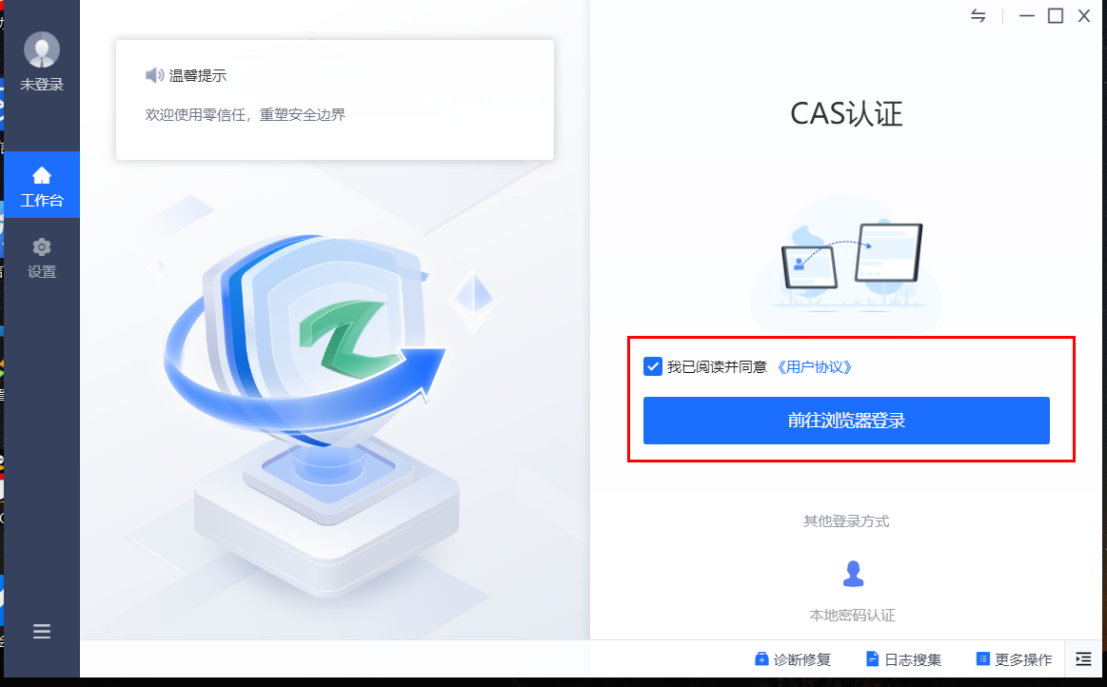 未登录
工作台
设置
温馨提示
欢迎使用零信任，重塑安全边界
CAS认证
我已阅读并同意 《用户协议》
前往浏览器登录
其他登录方式
本地密码认证
诊断修复 日志搜集 更多操作